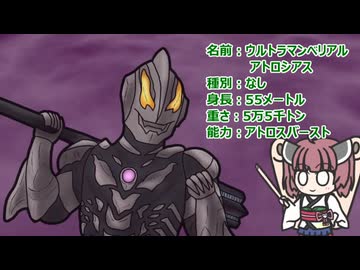 名前：ウルトラマンベリアル
アトロシアス
種別：なし
身長：55メートル
重さ：5万5千トン
能力：アトロスバースト